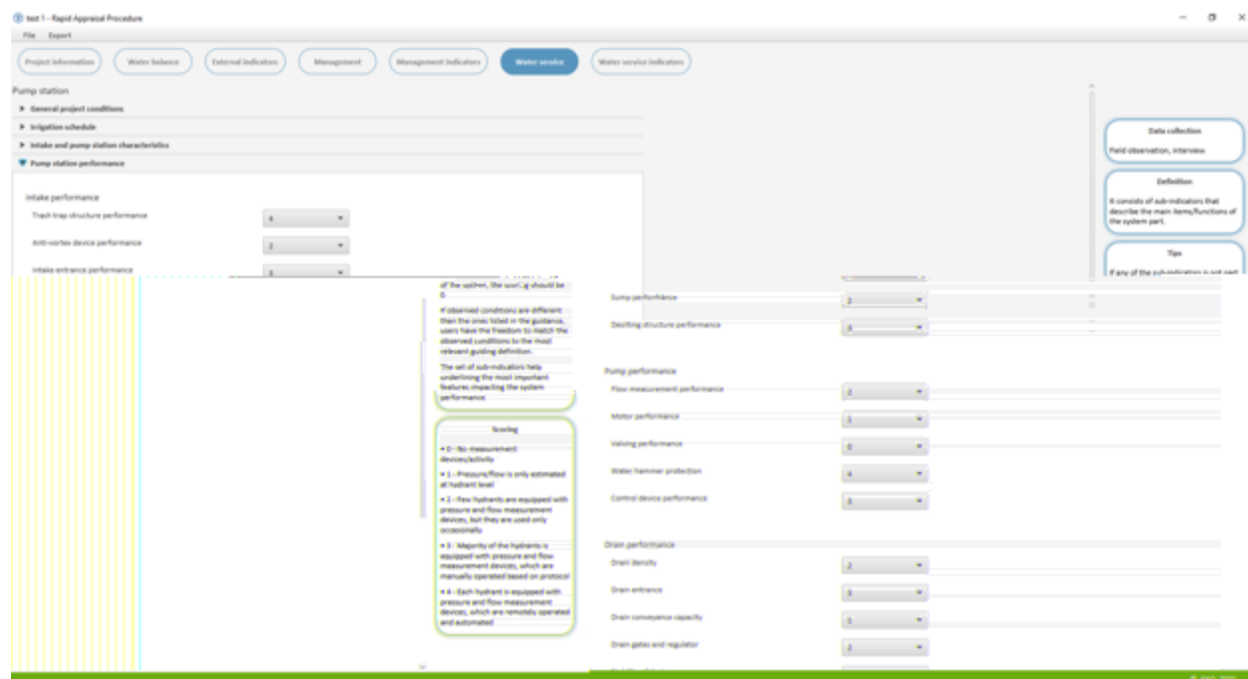 test 1 - Rapid Appraisal Procedure
File Export
Project information Water balance External indicators Management Management indicators Water service Water service indicators
Pump station
General project conditions
Irrigation schedule
Intake and pump station characteristics
Pump station performance
Intake performance
Trash trap structure performance 4
Anti-vortex device performance 2
Intake entrance performance 3
Data collection
Field observation, interview
Definition
It consists of sub-indicators that
describe the main items/functions of
the system part.
Tips
If any of the sub-indicators is not part
of the system, the scoring should be
0.
If observed conditions are different
than the ones listed in the guidance,
users have the freedom to match the
observed conditions to the most
relevant guiding definition.
The set of sub-indicators help
underlining the most important
features impacting the system
performance
Scoring
• 0 - No measurement
devices/activity
• 1 - Pressure/flow is only estimated
at hydrant level
• 2 - Few hydrants are equipped with
pressure and flow measurement
devices, but they are used only
occasionally
• 3 - Majority of the hydrants is
equipped with pressure and flow
measurement devices, which are
manually operated based on protocol
• 4 - Each hydrant is equipped with
pressure and flow measurement
devices, which are remotely operated
and automated
Sump performance 2
Desilting structure performance 3
Pump performance
Flow measurement performance 2
Motor performance
Valving performance 0
Water hammer protection 4
Control device performance 3
Drain performance
Drain density 2
Drain entrance 3
Drain conveyance capacity
Drain gates and regulator 2